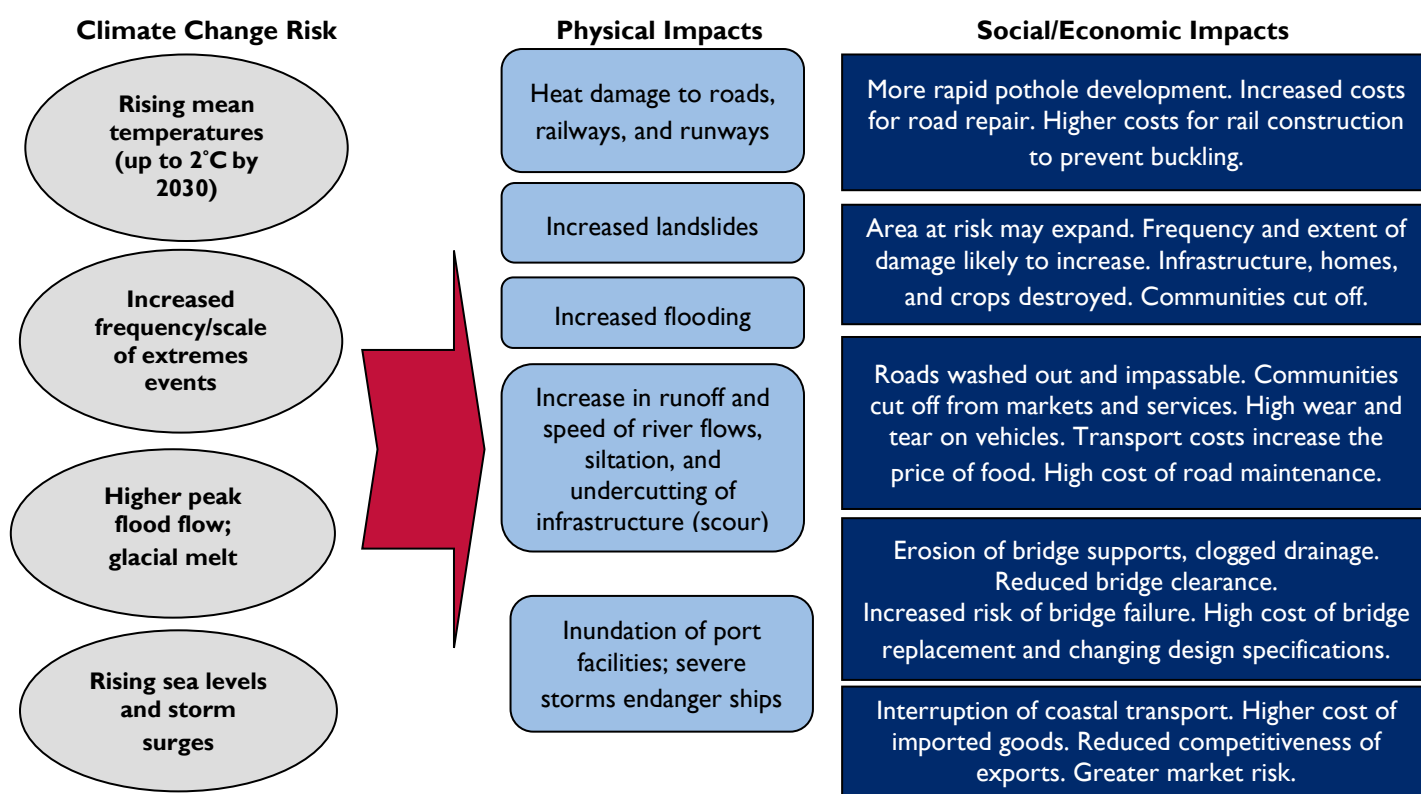 Climate Change Risk
Rising mean
temperatures
(up to 2˚C by
2030)
Increased
frequency/scale
of extremes
events
Higher peak
flood flow;
glacial melt
Rising sea levels
and storm
surges
Physical Impacts
Heat damage to roads,
railways, and runways
Increased landslides
Increased flooding
Increase in runoff and
speed of river flows,
siltation, and
undercutting of
infrastructure (scour)
Inundation of port
facilities; severe
storms endanger ships
Social/Economic Impacts
More rapid pothole development. Increased costs
for road repair. Higher costs for rail construction
to prevent buckling.
Area at risk may expand. Frequency and extent of
damage likely to increase. Infrastructure, homes,
and crops destroyed. Communities cut off.
Roads washed out and impassable. Communities
cut off from markets and services. High wear and
tear on vehicles. Transport costs increase the
price of food. High cost of road maintenance.
Erosion of bridge supports, clogged drainage.
Reduced bridge clearance.
Increased risk of bridge failure. High cost of bridge
replacement and changing design specifications.
Interruption of coastal transport. Higher cost of
imported goods. Reduced competitiveness of
exports. Greater market risk.